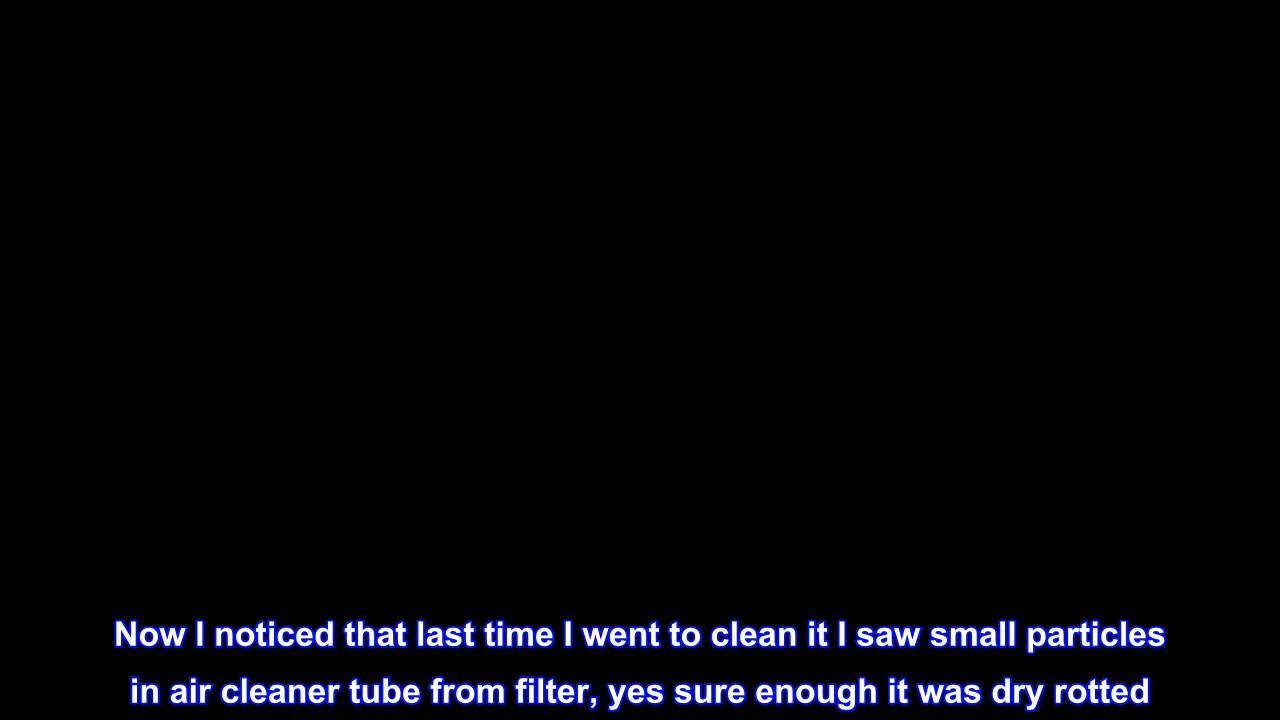 Now I noticed that last time I went to clean it I saw small particles
in air cleaner tube from filter, yes sure enough it was dry rotted